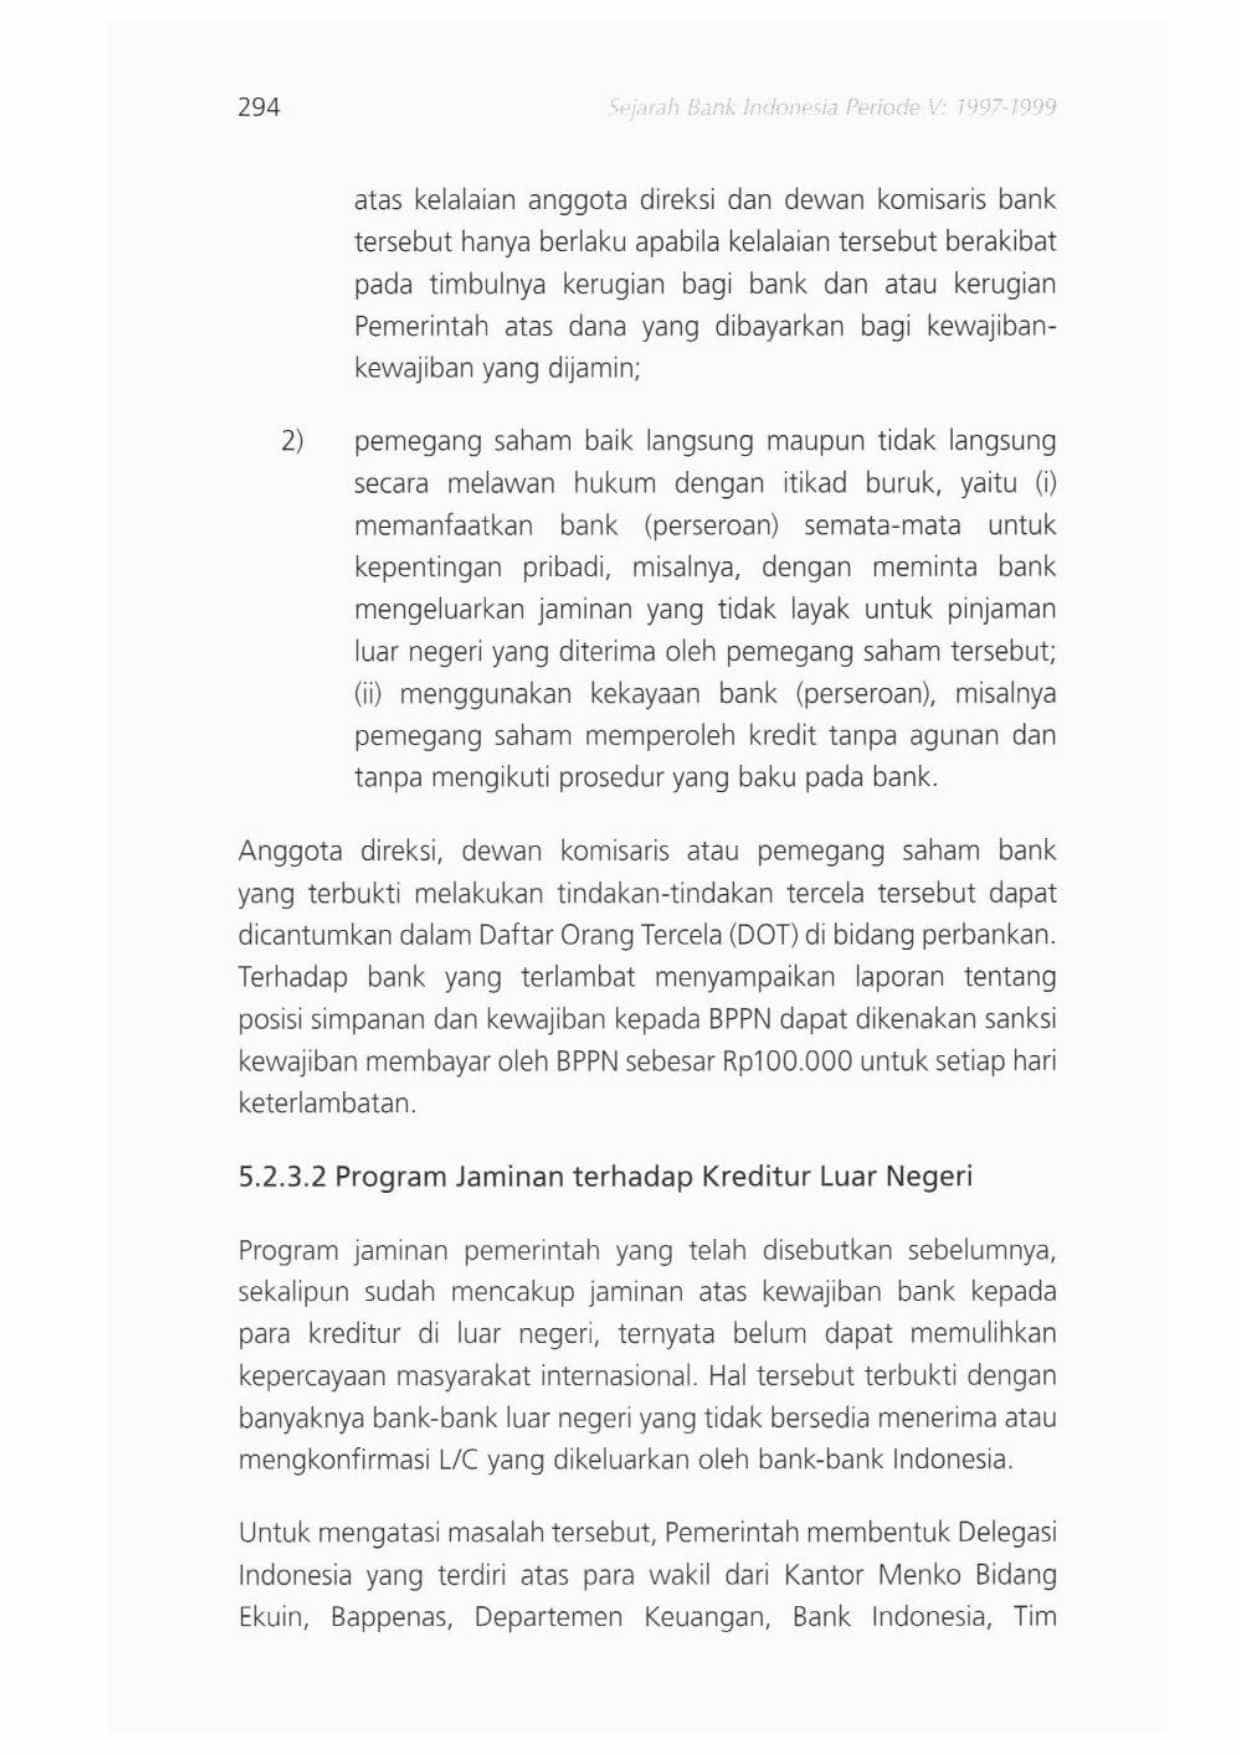 294
Sejarah Bank Indonesia Periode V: 1997-1999
atas kelalaian anggota direksi dan dewan komisaris bank
tersebut hanya berlaku apabila kelalaian tersebut berakibat
pada timbulnya kerugian bagi bank dan atau kerugian
Pemerintah atas dana yang dibayarkan bagi kewajiban-
kewajiban yang dijamin;
2) pemegang saham baik langsung maupun tidak langsung
secara melawan hukum dengan itikad buruk, yaitu (i)
memanfaatkan bank (perseroan) semata-mata untuk
kepentingan pribadi, misalnya, dengan meminta bank
mengeluarkan jaminan yang tidak layak untuk pinjaman
luar negeri yang diterima oleh pemegang saham tersebut;
(ii) menggunakan kekayaan bank (perseroan), misalnya
pemegang saham memperoleh kredit tanpa agunan dan
tanpa mengikuti prosedur yang baku pada bank.
Anggota direksi, dewan komisaris atau pemegang saham bank
yang terbukti melakukan tindakan-tindakan tercela tersebut dapat
dicantumkan dalam Daftar Orang Tercela (DOT) di bidang perbankan.
Terhadap bank yang terlambat menyampaikan laporan tentang
posisi simpanan dan kewajiban kepada BPPN dapat dikenakan sanksi
kewajiban membayar oleh BPPN sebesar Rp100.000 untuk setiap hari
keterlambatan.
5.2.3.2 Program Jaminan terhadap Kreditur Luar Negeri
Program jaminan pemerintah yang telah disebutkan sebelumnya,
sekalipun sudah mencakup jaminan atas kewajiban bank kepada
para kreditur di luar negeri, ternyata belum dapat memulihkan
kepercayaan masyarakat internasional. Hal tersebut terbukti dengan
banyaknya bank-bank luar negeri yang tidak bersedia menerima atau
mengkonfirmasi L/C yang dikeluarkan oleh bank-bank Indonesia.
Untuk mengatasi masalah tersebut, Pemerintah membentuk Delegasi
Indonesia yang terdiri atas para wakil dari Kantor Menko Bidang
Ekuin, Bappenas, Departemen Keuangan, Bank Indonesia, Tim